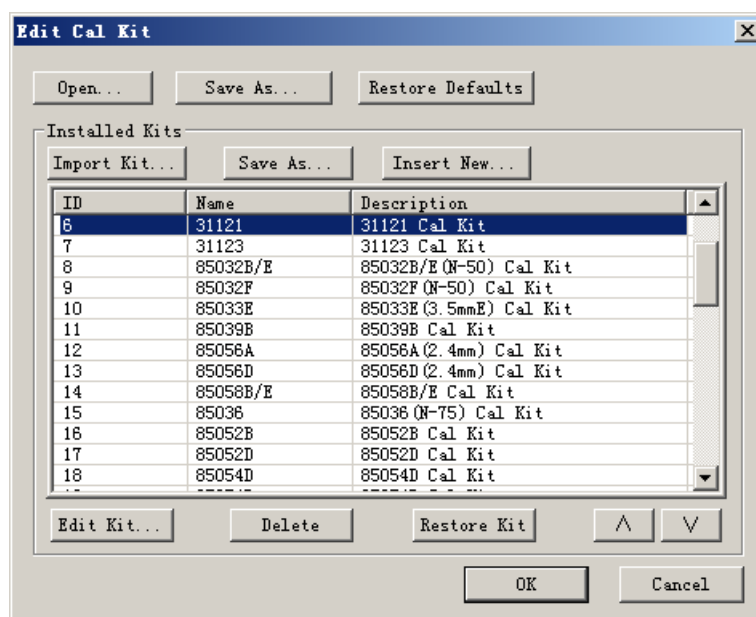 Edit Cal Kit
Open... Save As... Restore Defaults
Installed Kits
Import Kit... Save As... Insert New...
ID Name Description
6 31121 31121 Cal Kit
7 31123 31123 Cal Kit
8 85032B/E 85032B/E(N-50) Cal Kit
9 85032F 85032F(N-50) Cal Kit
10 85033E 85033E(3.5mmE) Cal Kit
11 85039B 85039B Cal Kit
12 85056A 85056A(2.4mm) Cal Kit
13 85056D 85056D(2.4mm) Cal Kit
14 85058B/E 85058B/E Cal Kit
15 85036 85036(N-75) Cal Kit
16 85052B 85052B Cal Kit
17 85052D 85052D Cal Kit
18 85054D 85054D Cal Kit
Edit Kit... Delete Restore Kit
OK Cancel